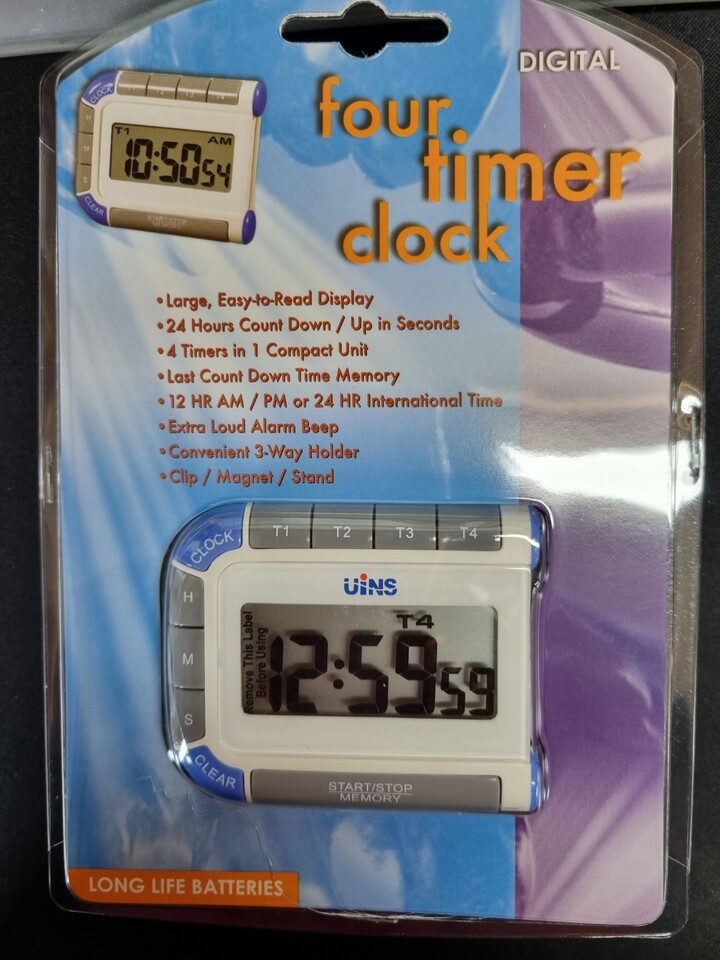 DIGITAL
four
timer
clock
CLOCK
T1
AM
10:50 54
H
M
S
CLEAR
START/STOP
MEMORY
•Large, Easy-to-Read Display
•24 Hours Count Down / Up in Seconds
•4 Timers in 1 Compact Unit
•Last Count Down Time Memory
•12 HR AM / PM or 24 HR International Time
•Extra Loud Alarm Beep
•Convenient 3-Way Holder
•Clip / Magnet / Stand
CLOCK
T1 T2 T3 T4
UiNS
H
M
S
Remove This Label
Before Using
T4
12:59 59
CLEAR
START/STOP
MEMORY
LONG LIFE BATTERIES